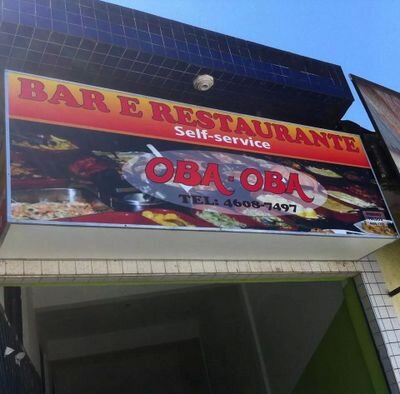 BAR E RESTAURANTE
Self-service
OBA-OBA
TEL: 4608-7497